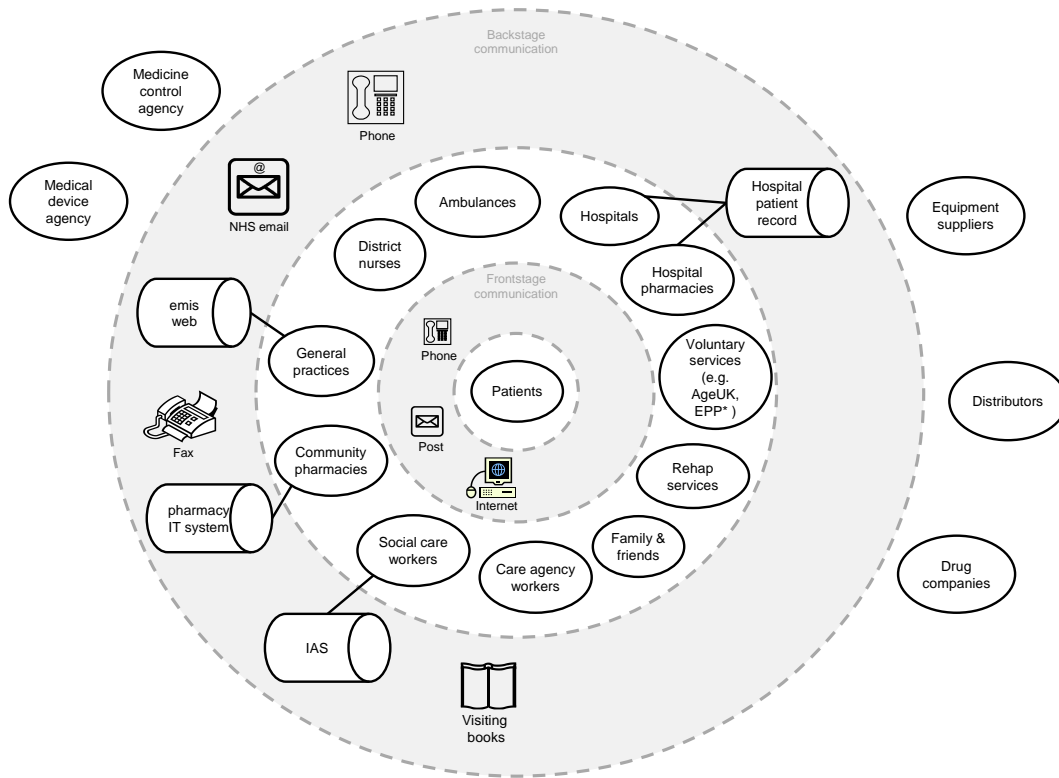 Backstage
communication
Medicine
control
agency
Phone
Medical
device
agency
@
NHS email
Ambulances
Hospitals
Hospital
patient
record
Equipment
suppliers
District
nurses
Hospital
pharmacies
Frontstage
communication
emis
web
General
practices
Phone
Voluntary
services
(e.g.
AgeUK,
EPP* )
Patients
Distributors
Post
Fax
Community
pharmacies
Rehap
services
Internet
pharmacy
IT system
Social care
workers
Family &
friends
Care agency
workers
Drug
companies
IAS
Visiting
books